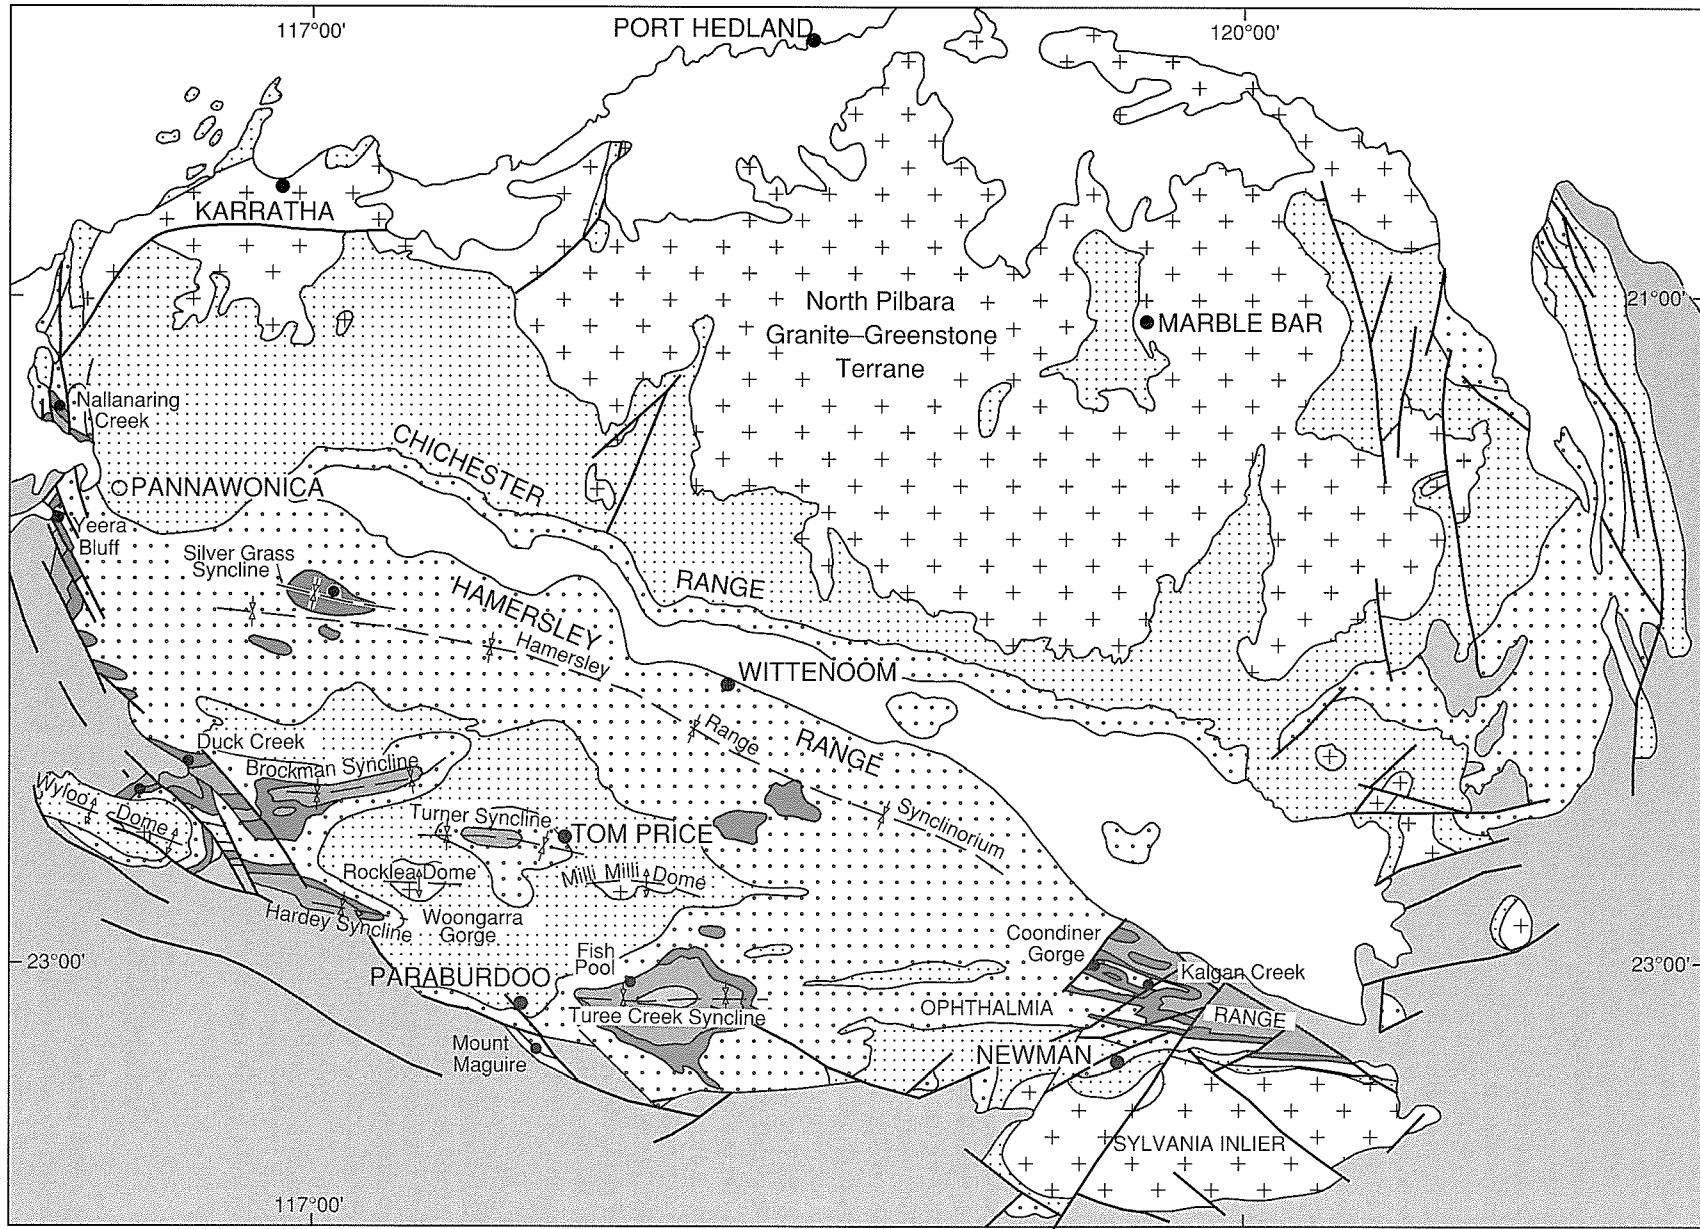 117°00'
PORT HEDLAND
120°00'
KARRATHA
North Pilbara
Granite–Greenstone
Terrane
21°00'
MARBLE BAR
Nallanaring
Creek
CHICHESTER
RANGE
PANNAWONICA
Yeera
Bluff
Silver Grass
Syncline
HAMERSLEY
RANGE
Hamersley
Range
Synclinorium
WITTENOOM
Duck Creek
Brockman Syncline
Wyloo
Dome
Turner Syncline
TOM PRICE
Rocklea Dome
Milli Milli Dome
Hardey Syncline
Woongarra
Gorge
Fish
Pool
Coondiner
Gorge
Kalgan Creek
23°00'
23°00'
PARABURDOO
Turee Creek Syncline
OPHTHALMIA
RANGE
Mount
Maguire
NEWMAN
SYLVANIA INLIER
117°00'